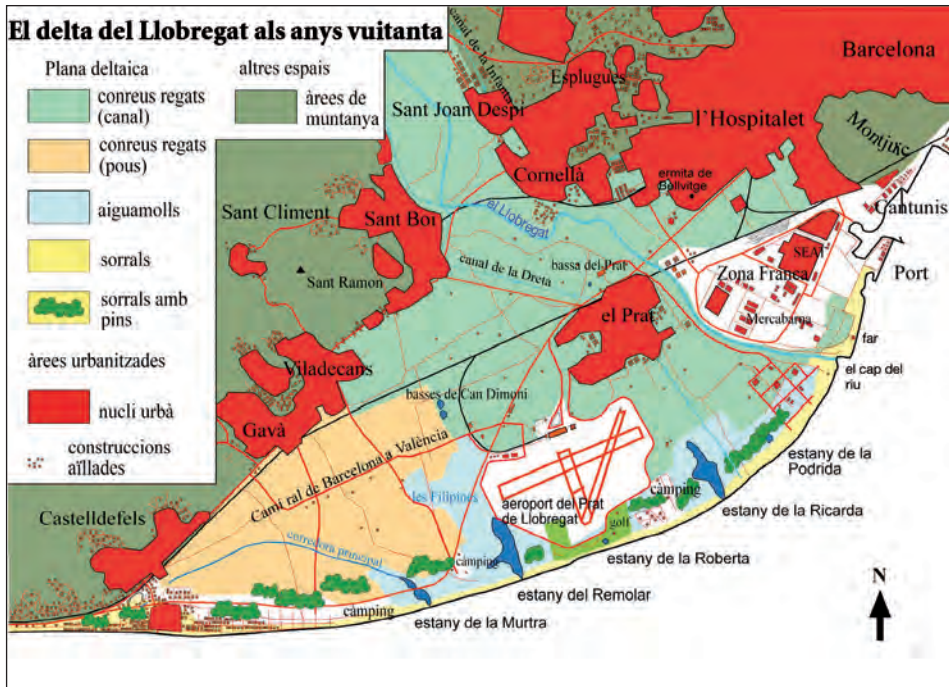 El delta del Llobregat als anys vuitanta
Plana deltaica
conreus regats
(canal)
conreus regats
(pous)
aiguamolls
sorrals
sorrals amb
pins
àrees urbanitzades
nucli urbà
construccions
aïllades
altres espais
àrees de
muntanya
canal de la Infanta
Esplugues
Barcelona
Sant Joan Despi
l'Hospitalet
Montjuïc
Cornellà
ermita de
Bellvitge
Cantunis
Sant Climent
Sant Boi
el Llobregat
SEAT
Port
canal de la Dreta
bassa del Prat
Zona Franca
Sant Ramon
el Prat
Mercabarna
far
el cap del
riu
Viladecans
basses de Can Dimoni
Gavà
Camí ral de Barcelona a València
estany de la
Podrida
les Filipines
aeroport del Prat
de Llobregat
càmping
estany de la Ricarda
Castelldefels
golf
corredora principal
càmping
estany de la Roberta
estany del Remolar
càmping
estany de la Murtra
N